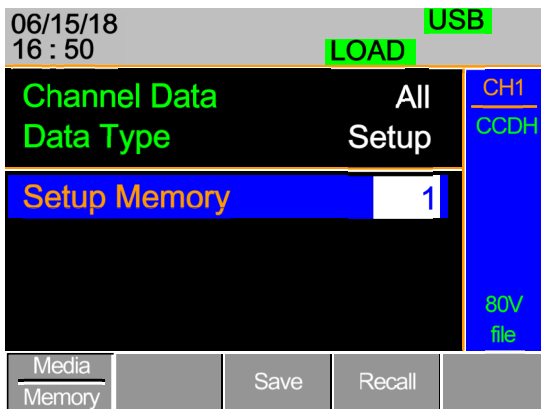 06/15/18 USB
16 : 50 LOAD
Channel Data All
Data Type Setup
Setup Memory 1
CH1
CCDH
80V
file
Media
Memory
Save
Recall